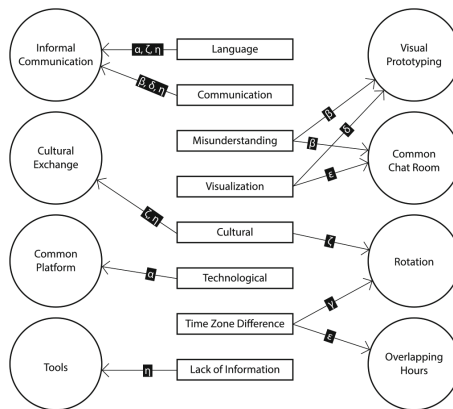 Informal
Communication
α, ζ, η
Language
Visual
Prototyping
β, δ, η
Communication
β
Misunderstanding
δ
Cultural
Exchange
β
Common
Chat Room
Visualization
ε
ζ, η
Cultural
ζ
Common
Platform
α
Technological
Rotation
γ
Time Zone Difference
ε
Tools
η
Lack of Information
Overlapping
Hours